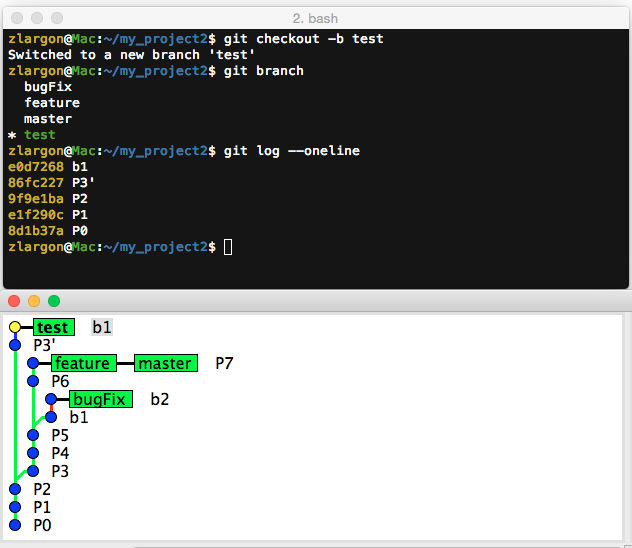 2. bash
zlargon@Mac:~/my_project2$ git checkout -b test
Switched to a new branch 'test'
zlargon@Mac:~/my_project2$ git branch
bugFix
feature
master
* test
zlargon@Mac:~/my_project2$ git log --oneline
e0d7268 b1
86fc227 P3'
9f9e1ba P2
e1f290c P1
8d1b37a P0
zlargon@Mac:~/my_project2$
test b1
P3'
feature master P7
P6
bugFix b2
b1
P5
P4
P3
P2
P1
P0